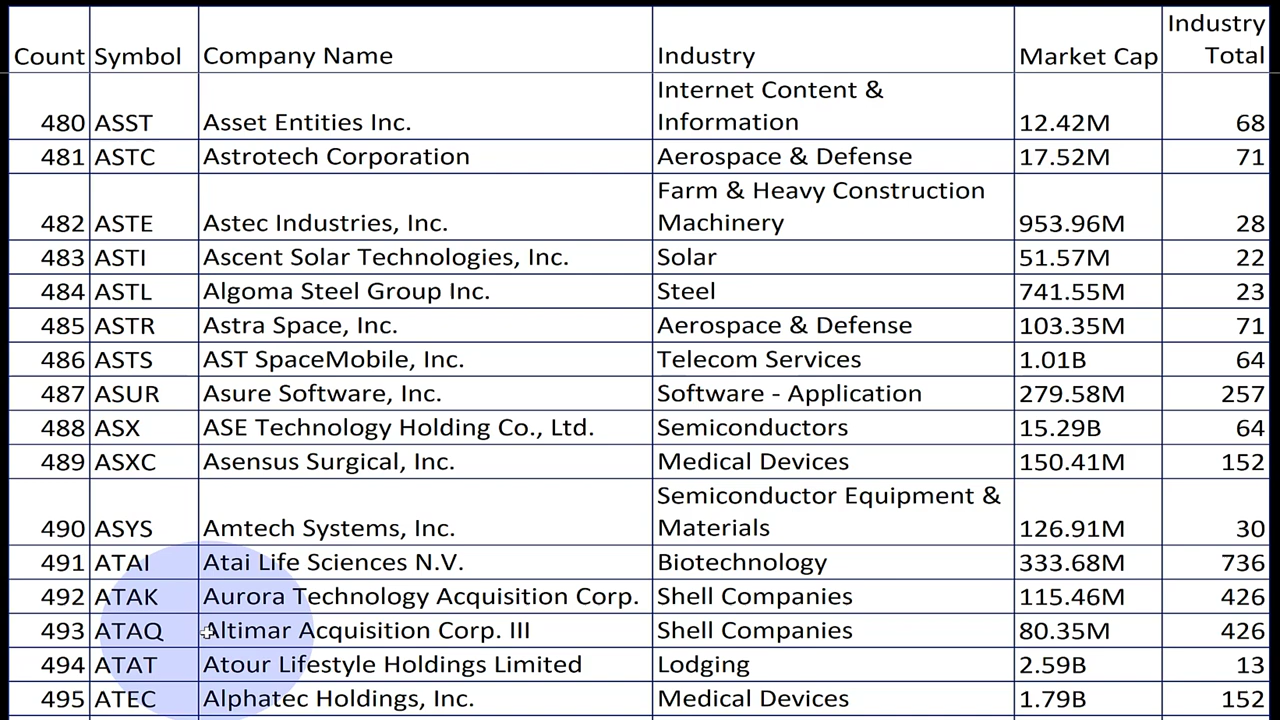 Count Symbol Company Name Industry Market Cap Industry Total
480 ASST Asset Entities Inc. Internet Content & Information 12.42M 68
481 ASTC Astrotech Corporation Aerospace & Defense 17.52M 71
482 ASTE Astec Industries, Inc. Farm & Heavy Construction Machinery 953.96M 28
483 ASTI Ascent Solar Technologies, Inc. Solar 51.57M 22
484 ASTL Algoma Steel Group Inc. Steel 741.55M 23
485 ASTR Astra Space, Inc. Aerospace & Defense 103.35M 71
486 ASTS AST SpaceMobile, Inc. Telecom Services 1.01B 64
487 ASUR Asure Software, Inc. Software - Application 279.58M 257
488 ASX ASE Technology Holding Co., Ltd. Semiconductors 15.29B 64
489 ASXC Asensus Surgical, Inc. Medical Devices 150.41M 152
490 ASYS Amtech Systems, Inc. Semiconductor Equipment & Materials 126.91M 30
491 ATAI Atai Life Sciences N.V. Biotechnology 333.68M 736
492 ATAK Aurora Technology Acquisition Corp. Shell Companies 115.46M 426
493 ATAQ Altimar Acquisition Corp. III Shell Companies 80.35M 426
494 ATAT Atour Lifestyle Holdings Limited Lodging 2.59B 13
495 ATEC Alphatec Holdings, Inc. Medical Devices 1.79B 152